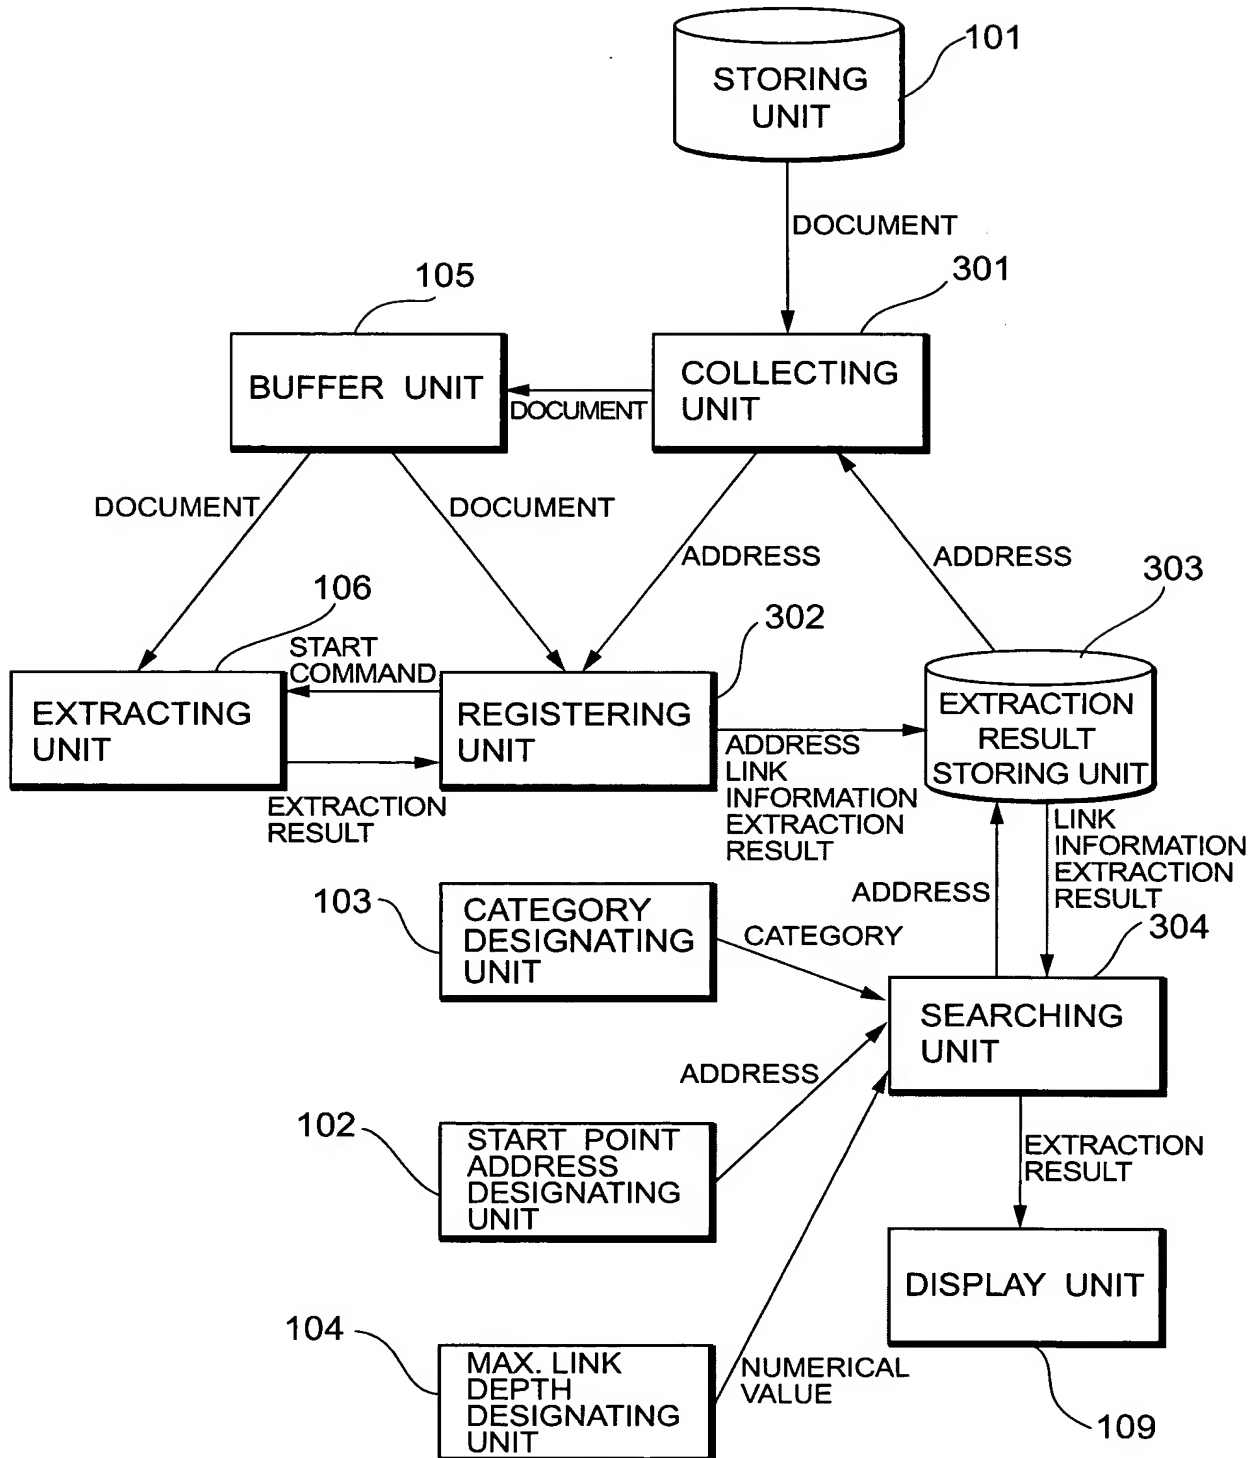 101
STORING
UNIT
DOCUMENT
105
301
BUFFER UNIT
DOCUMENT
COLLECTING
UNIT
DOCUMENT
DOCUMENT
ADDRESS
ADDRESS
106
302
303
START
COMMAND
EXTRACTING
UNIT
REGISTERING
UNIT
EXTRACTION
RESULT
STORING UNIT
EXTRACTION
RESULT
ADDRESS
LINK
INFORMATION
EXTRACTION
RESULT
LINK
INFORMATION
EXTRACTION
RESULT
ADDRESS
103
CATEGORY
DESIGNATING
UNIT
CATEGORY
304
SEARCHING
UNIT
ADDRESS
102
START POINT
ADDRESS
DESIGNATING
UNIT
EXTRACTION
RESULT
DISPLAY UNIT
104
MAX. LINK
DEPTH
DESIGNATING
UNIT
NUMERICAL
VALUE
109